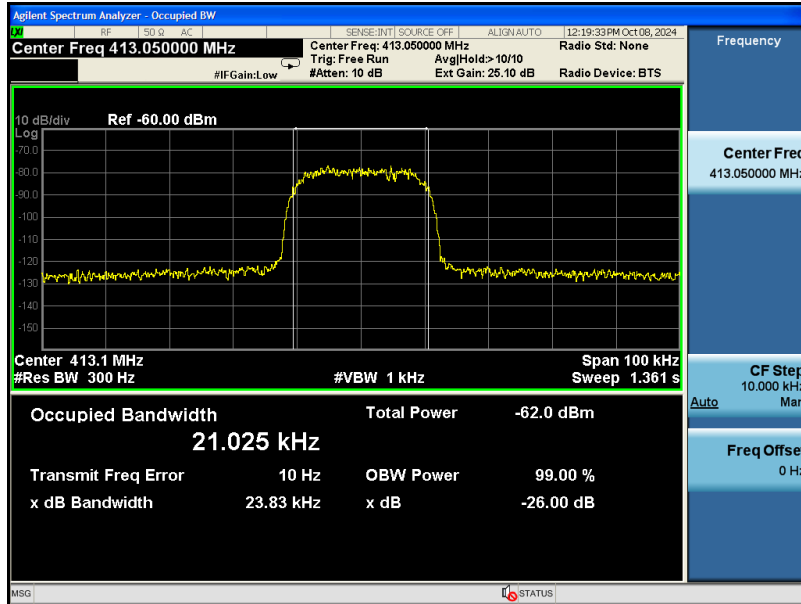 Agilent Spectrum Analyzer - Occupied BW
LXI RF 50 Ω AC SENSE:INT SOURCE OFF ALIGN AUTO 12:19:33 PM Oct 08, 2024
Center Freq 413.050000 MHz
Center Freq: 413.050000 MHz Radio Std: None
Trig: Free Run Avg|Hold:>10/10
#IFGain:Low #Atten: 10 dB Ext Gain: 25.10 dB Radio Device: BTS
10 dB/div Ref -60.00 dBm
Log
-70.0
-80.0
-90.0
-100
-110
-120
-130
-140
-150
Center 413.1 MHz Span 100 kHz
#Res BW 300 Hz #VBW 1 kHz Sweep 1.361 s
Occupied Bandwidth Total Power -62.0 dBm
21.025 kHz
Transmit Freq Error 10 Hz OBW Power 99.00 %
x dB Bandwidth 23.83 kHz x dB -26.00 dB
MSG STATUS
Frequency
Center Freq
413.050000 MHz
CF Step
10.000 kHz
Auto Man
Freq Offset
0 Hz